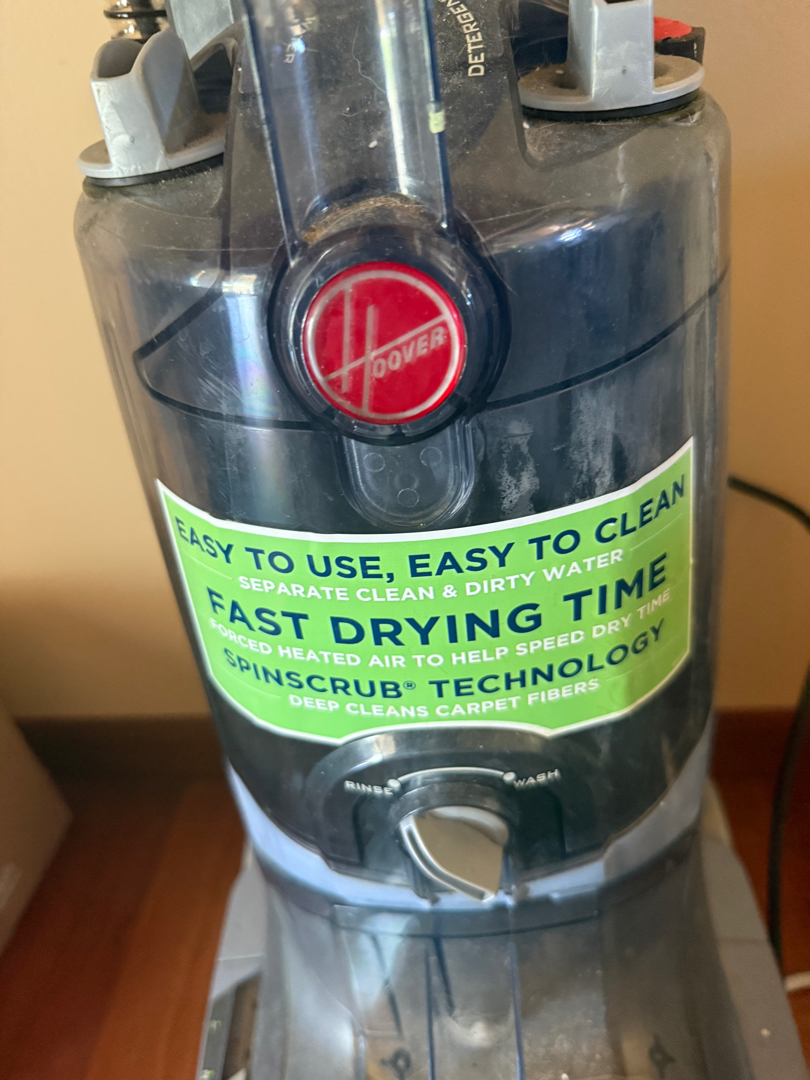 DETERGEN
HOOVER
EASY TO USE, EASY TO CLEAN
SEPARATE CLEAN & DIRTY WATER
FAST DRYING TIME
FORCED HEATED AIR TO HELP SPEED DRY TIME
SPINSCRUB® TECHNOLOGY
DEEP CLEANS CARPET FIBERS
RINSE WASH